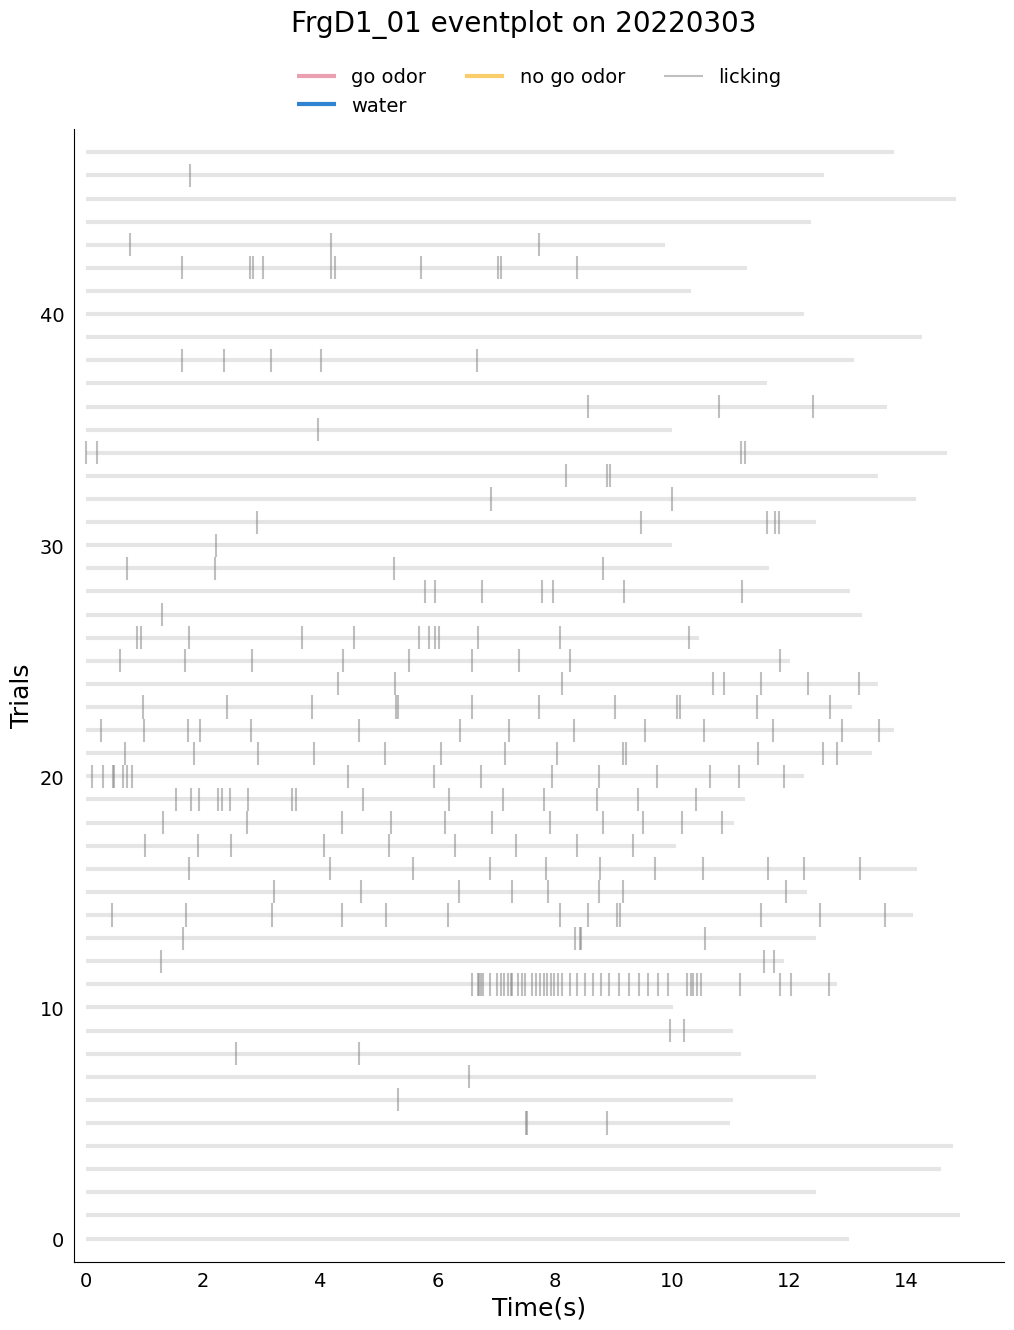 FrgD1_01 eventplot on 20220303
go odor no go odor licking
water
40
30
20
10
0
Trials
0 2 4 6 8 10 12 14
Time(s)